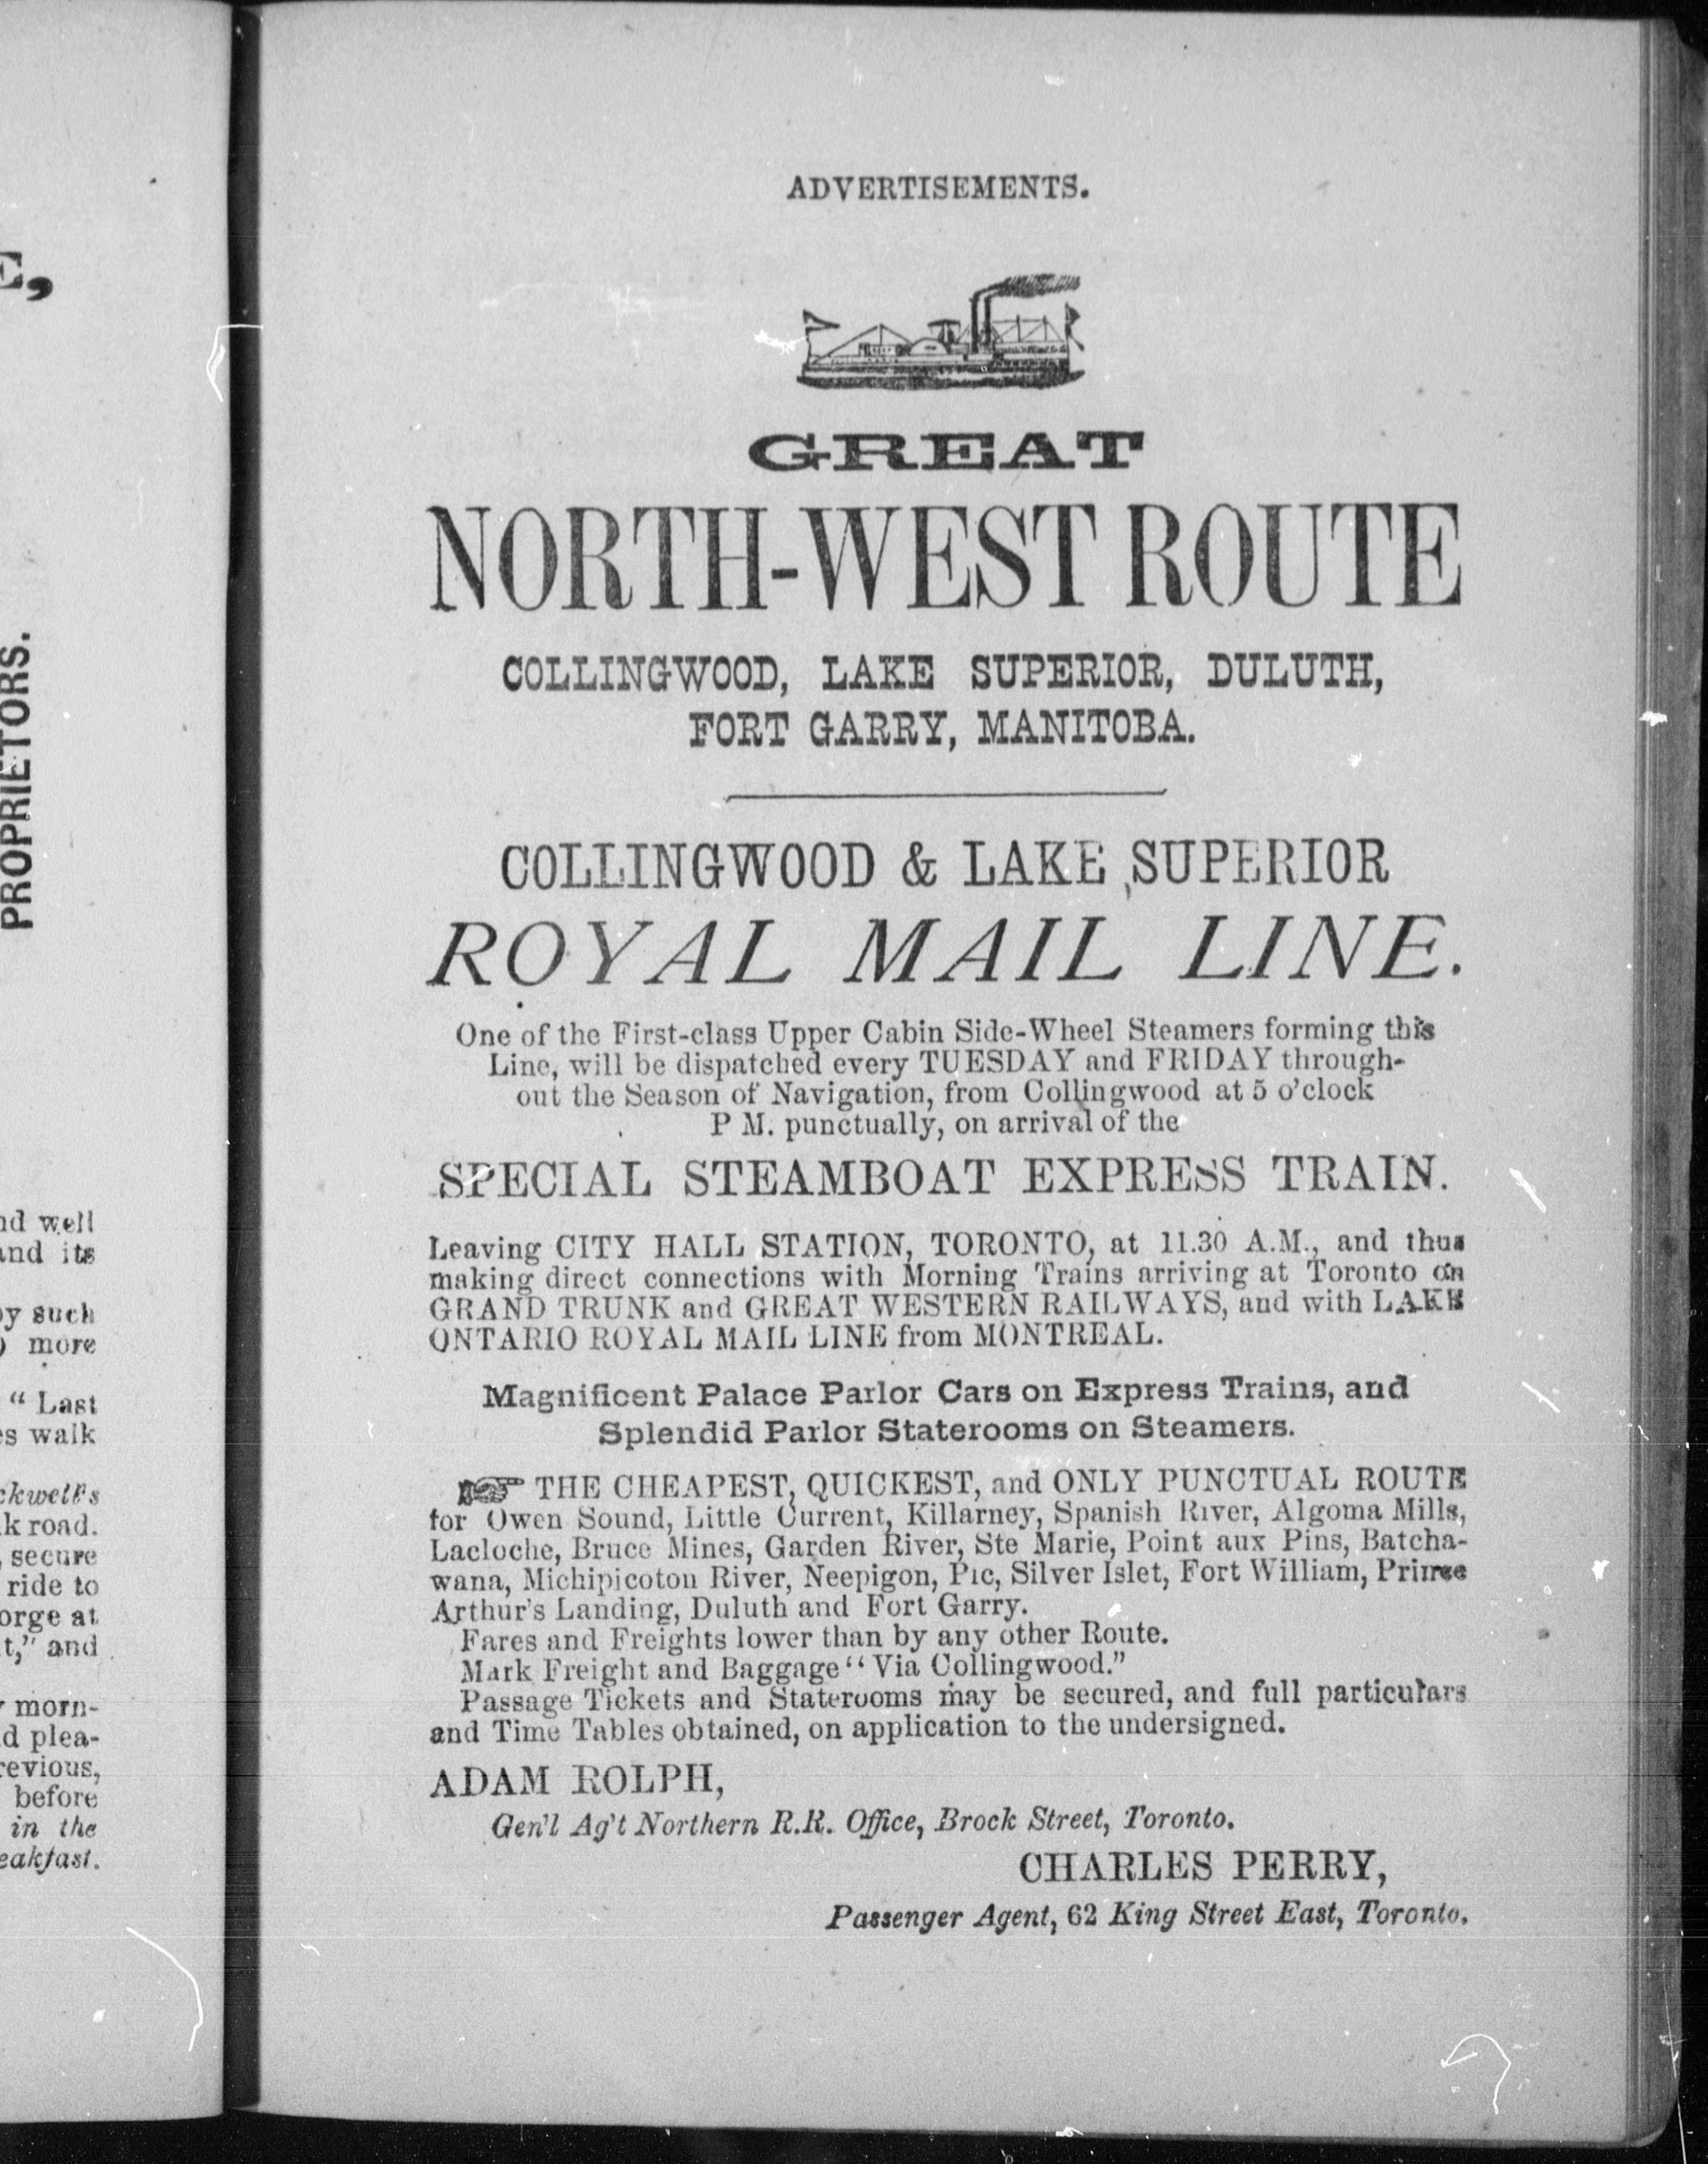 E,
PROPRIETORS.
nd well
and its
by such
more
“ Last
es walk
ckwell's
k road.
, secure
ride to
orge at
t,” and
morn-
d plea-
revious,
before
in the
eakfast.
ADVERTISEMENTS.
GREAT
NORTH-WEST ROUTE
COLLINGWOOD, LAKE SUPERIOR, DULUTH,
FORT GARRY, MANITOBA.
COLLINGWOOD & LAKE SUPERIOR
ROYAL MAIL LINE.
One of the First-class Upper Cabin Side-Wheel Steamers forming this
Line, will be dispatched every TUESDAY and FRIDAY through-
out the Season of Navigation, from Collingwood at 5 o'clock
P M. punctually, on arrival of the
SPECIAL STEAMBOAT EXPRESS TRAIN.
Leaving CITY HALL STATION, TORONTO, at 11.30 A.M., and thus
making direct connections with Morning Trains arriving at Toronto on
GRAND TRUNK and GREAT WESTERN RAILWAYS, and with LAKE
ONTARIO ROYAL MAIL LINE from MONTREAL.
Magnificent Palace Parlor Cars on Express Trains, and
Splendid Parlor Staterooms on Steamers.
☞ THE CHEAPEST, QUICKEST, and ONLY PUNCTUAL ROUTE
for Owen Sound, Little Current, Killarney, Spanish River, Algoma Mills,
Lacloche, Bruce Mines, Garden River, Ste Marie, Point aux Pins, Batcha-
wana, Michipicoton River, Neepigon, Pic, Silver Islet, Fort William, Prince
Arthur's Landing, Duluth and Fort Garry.
Fares and Freights lower than by any other Route.
Mark Freight and Baggage “ Via Collingwood.”
Passage Tickets and Staterooms may be secured, and full particulars
and Time Tables obtained, on application to the undersigned.
ADAM ROLPH,
Gen'l Ag't Northern R.R. Office, Brock Street, Toronto.
CHARLES PERRY,
Passenger Agent, 62 King Street East, Toronto.